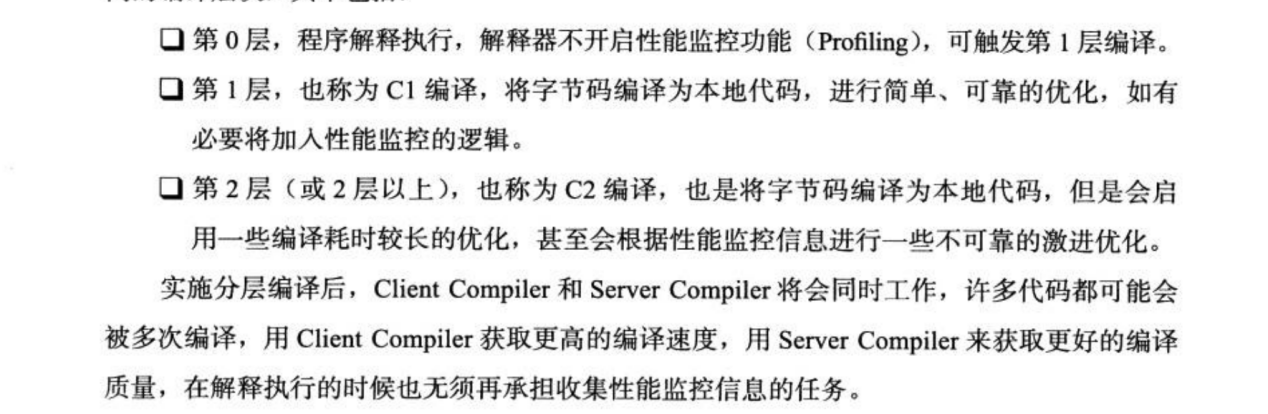 ❑ 第 0 层，程序解释执行，解释器不开启性能监控功能（Profiling），可触发第 1 层编译。
❑ 第 1 层，也称为 C1 编译，将字节码编译为本地代码，进行简单、可靠的优化，如有
必要将加入性能监控的逻辑。
❑ 第 2 层（或 2 层以上），也称为 C2 编译，也是将字节码编译为本地代码，但是会启
用一些编译耗时较长的优化，甚至会根据性能监控信息进行一些不可靠的激进优化。
实施分层编译后，Client Compiler 和 Server Compiler 将会同时工作，许多代码都可能会
被多次编译，用 Client Compiler 获取更高的编译速度，用 Server Compiler 来获取更好的编译
质量，在解释执行的时候也无须再承担收集性能监控信息的任务。